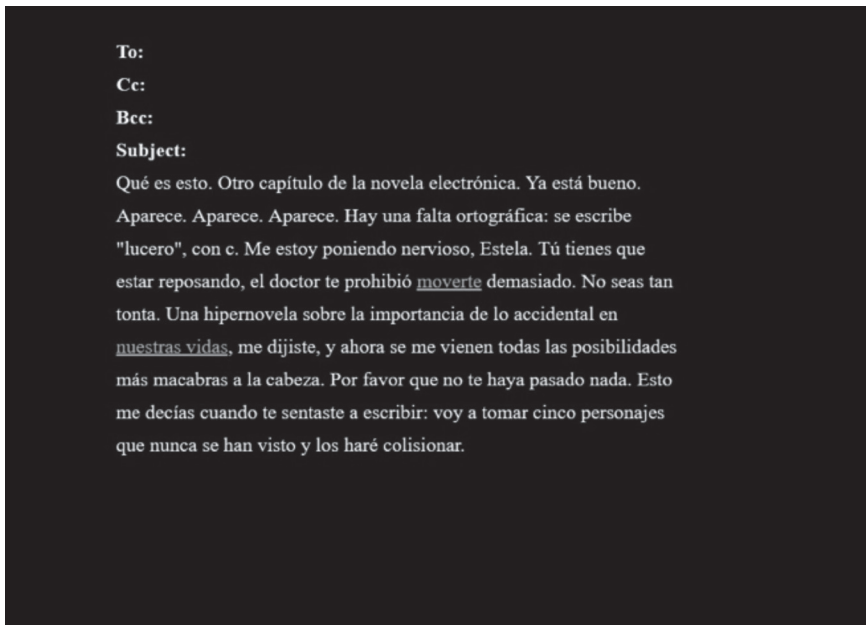 To:
Cc:
Bcc:
Subject:
Qué es esto. Otro capítulo de la novela electrónica. Ya está bueno.
Aparece. Aparece. Aparece. Hay una falta ortográfica: se escribe
"lucero", con c. Me estoy poniendo nervioso, Estela. Tú tienes que
estar reposando, el doctor te prohibió moverte demasiado. No seas tan
tonta. Una hipernovela sobre la importancia de lo accidental en
nuestras vidas, me dijiste, y ahora se me vienen todas las posibilidades
más macabras a la cabeza. Por favor que no te haya pasado nada. Esto
me decías cuando te sentaste a escribir: voy a tomar cinco personajes
que nunca se han visto y los haré colisionar.